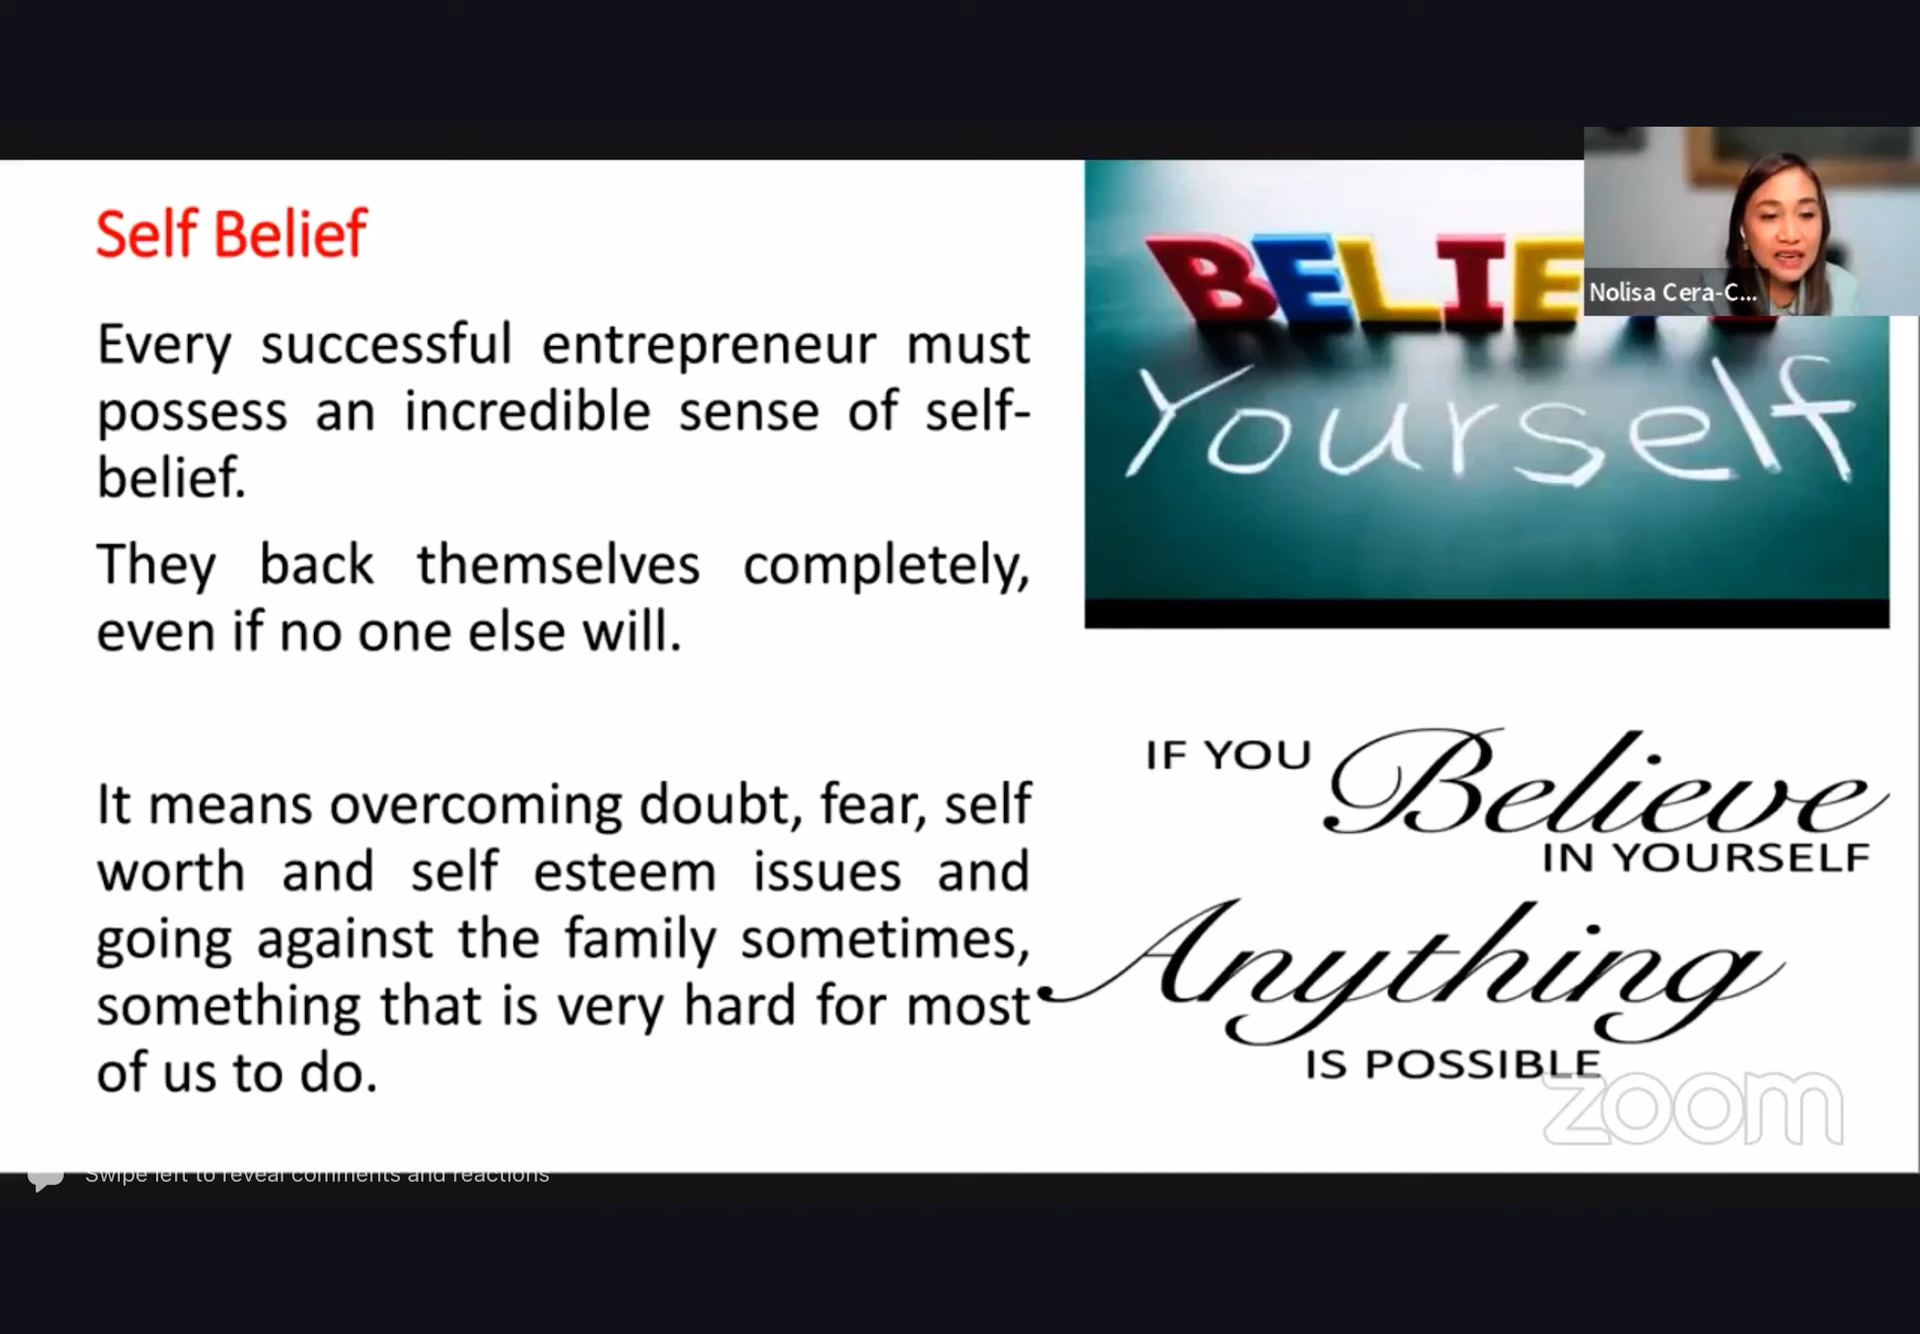 Self Belief
Every successful entrepreneur must
possess an incredible sense of self-
belief.
They back themselves completely,
even if no one else will.
It means overcoming doubt, fear, self
worth and self esteem issues and
going against the family sometimes,
something that is very hard for most
of us to do.
BELIE
Yourself
Nolisa Cera-C...
IF YOU Believe
IN YOURSELF
Anything
IS POSSIBLE
zoom
Swipe left to reveal comments and reactions